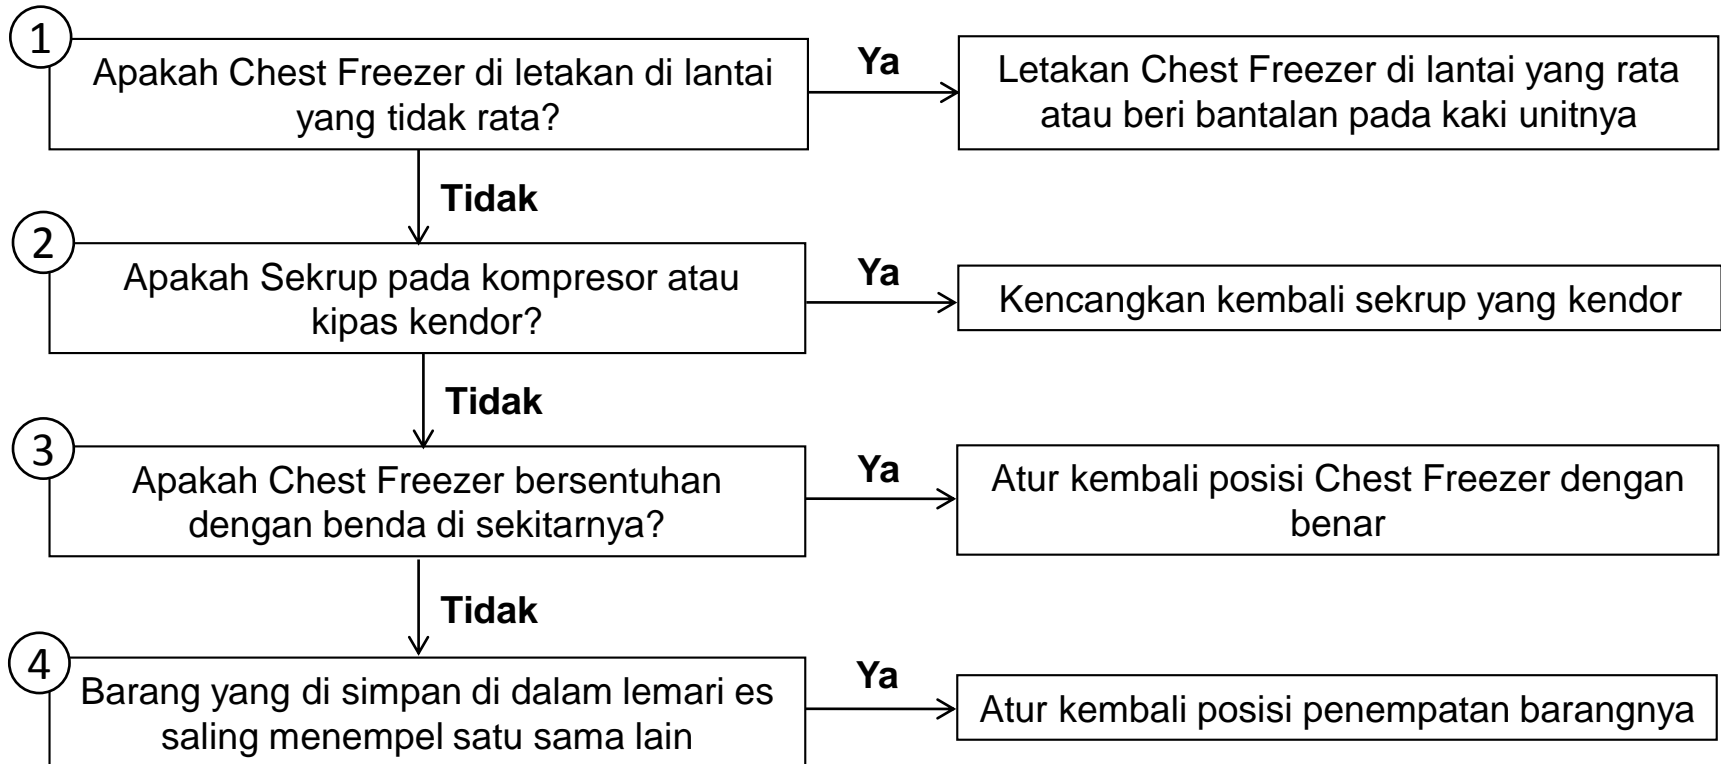 1
Apakah Chest Freezer di letakan di lantai
yang tidak rata?
Ya
Letakan Chest Freezer di lantai yang rata
atau beri bantalan pada kaki unitnya
Tidak
2
Apakah Sekrup pada kompresor atau
kipas kendor?
Ya
Kencangkan kembali sekrup yang kendor
Tidak
3
Apakah Chest Freezer bersentuhan
dengan benda di sekitarnya?
Ya
Atur kembali posisi Chest Freezer dengan
benar
Tidak
4
Barang yang di simpan di dalam lemari es
saling menempel satu sama lain
Ya
Atur kembali posisi penempatan barangnya